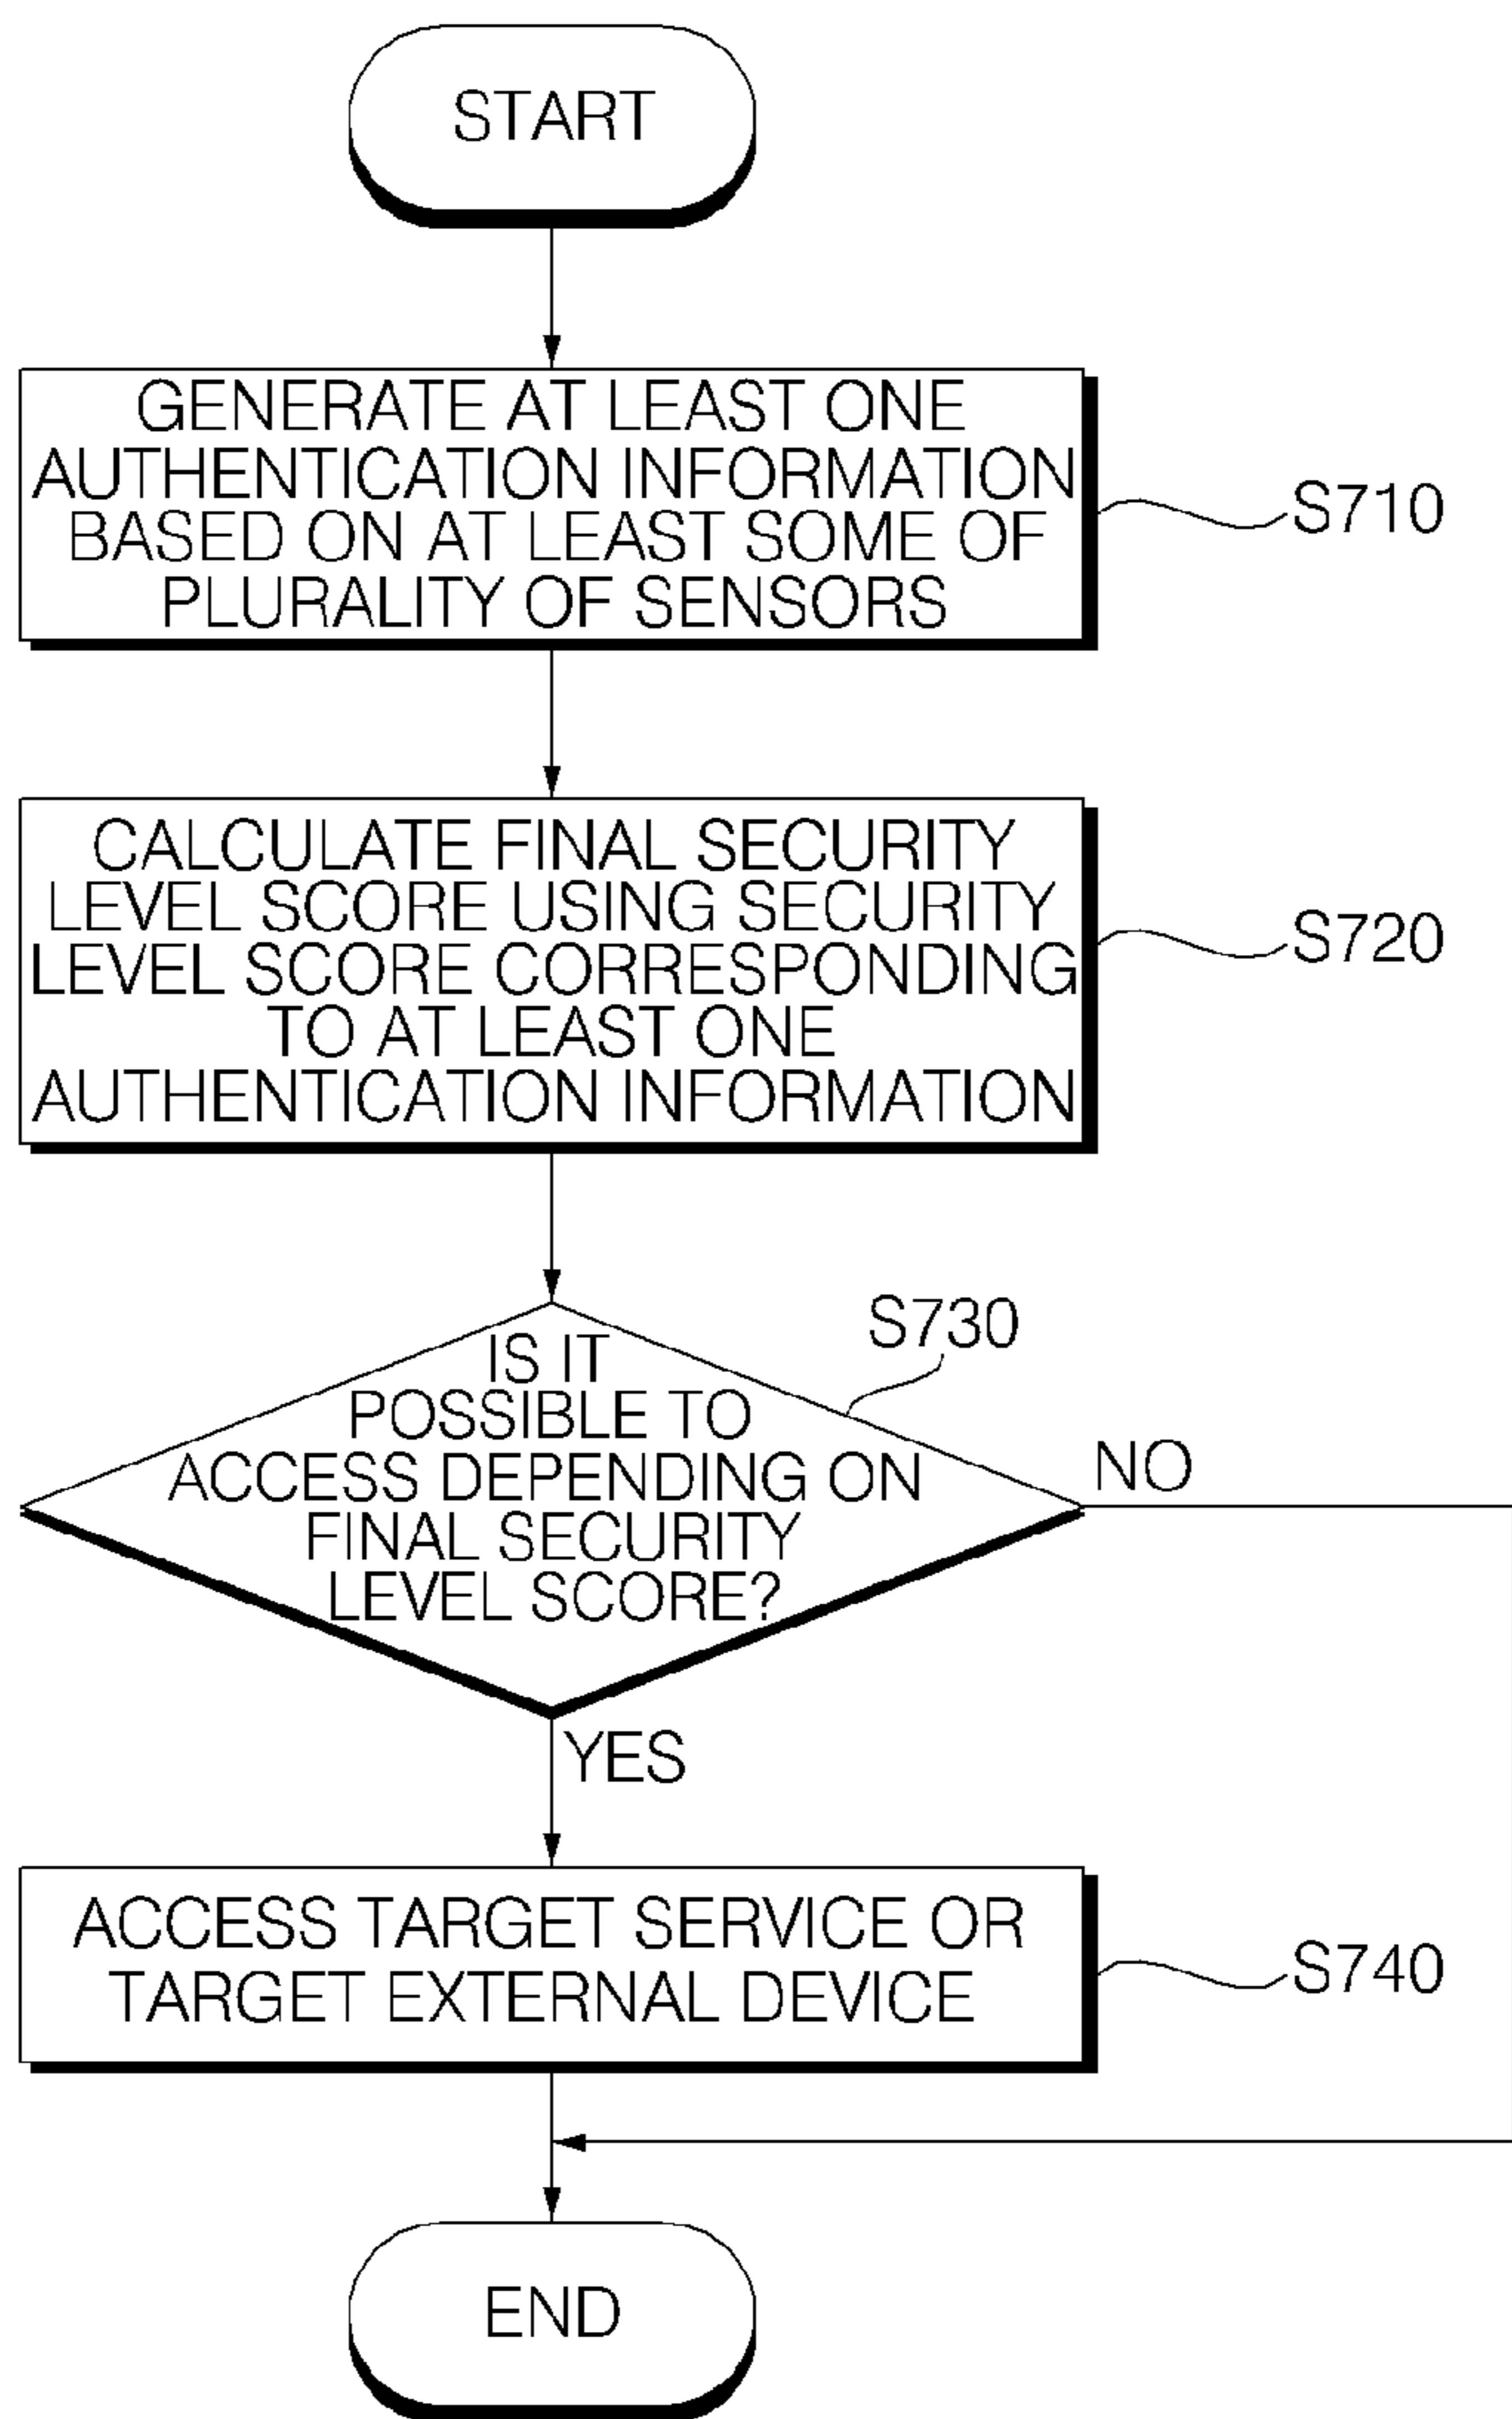 START
GENERATE AT LEAST ONE
AUTHENTICATION INFORMATION
BASED ON AT LEAST SOME OF
PLURALITY OF SENSORS
S710
CALCULATE FINAL SECURITY
LEVEL SCORE USING SECURITY
LEVEL SCORE CORRESPONDING
TO AT LEAST ONE
AUTHENTICATION INFORMATION
S720
S730
IS IT
POSSIBLE TO
ACCESS DEPENDING ON
FINAL SECURITY
LEVEL SCORE?
NO
YES
ACCESS TARGET SERVICE OR
TARGET EXTERNAL DEVICE
S740
END